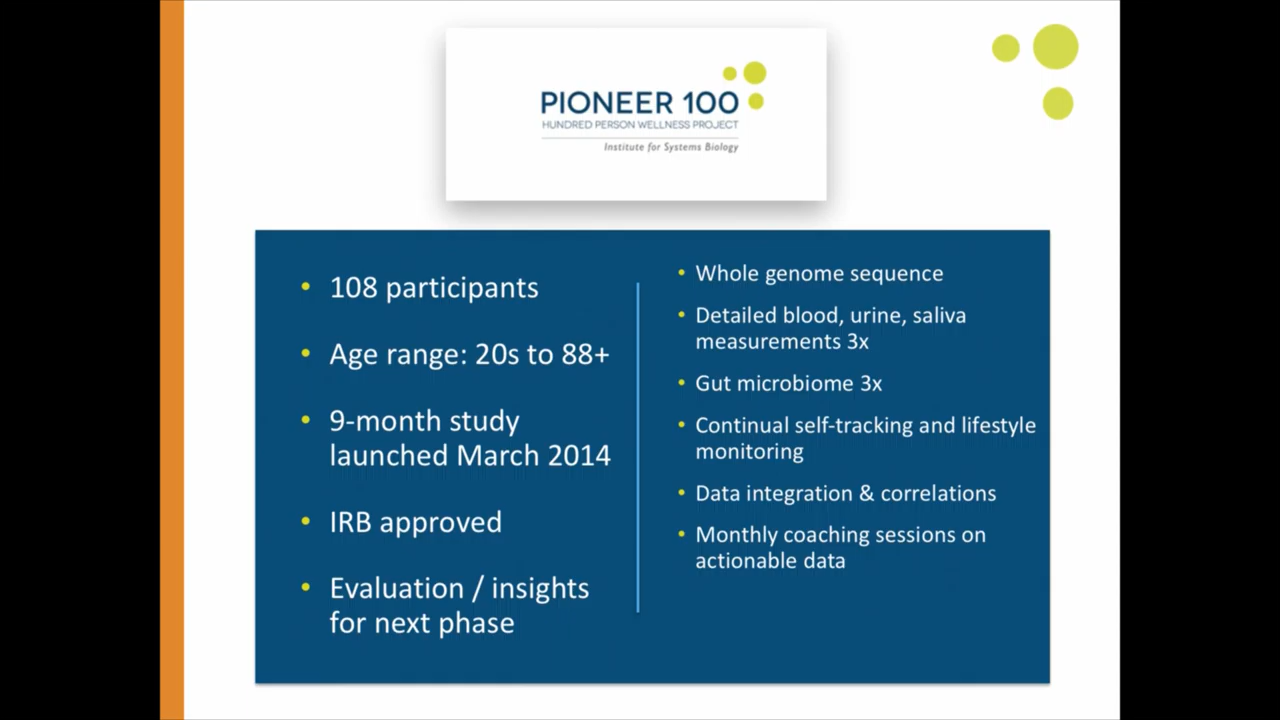 PIONEER 100
HUNDRED PERSON WELLNESS PROJECT
Institute for Systems Biology
• 108 participants
• Age range: 20s to 88+
• 9-month study
launched March 2014
• IRB approved
• Evaluation / insights
for next phase
• Whole genome sequence
• Detailed blood, urine, saliva
measurements 3x
• Gut microbiome 3x
• Continual self-tracking and lifestyle
monitoring
• Data integration & correlations
• Monthly coaching sessions on
actionable data